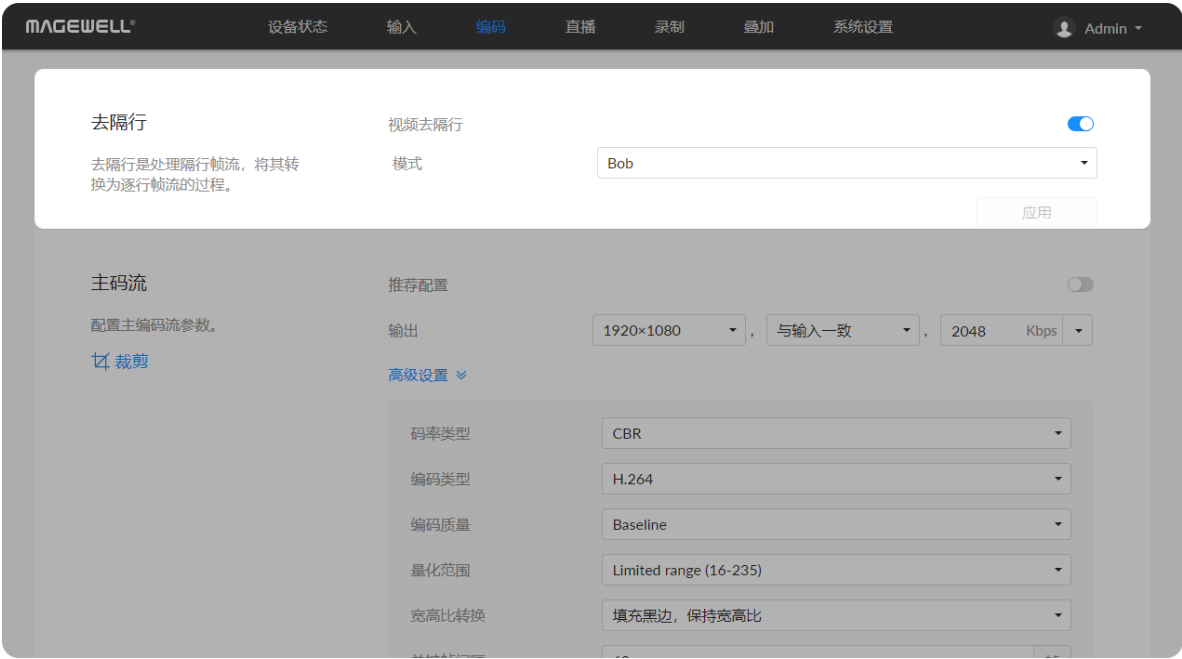 MAGEWELL®
设备状态 输入 编码 直播 录制 叠加 系统设置 Admin
去隔行
去隔行是处理隔行帧流，将其转
换为逐行帧流的过程。
视频去隔行
模式 Bob
应用
主码流
配置主编码流参数。
裁剪
推荐配置
输出 1920×1080 , 与输入一致 , 2048 Kbps
高级设置
码率类型 CBR
编码类型 H.264
编码质量 Baseline
量化范围 Limited range (16-235)
宽高比转换 填充黑边，保持宽高比